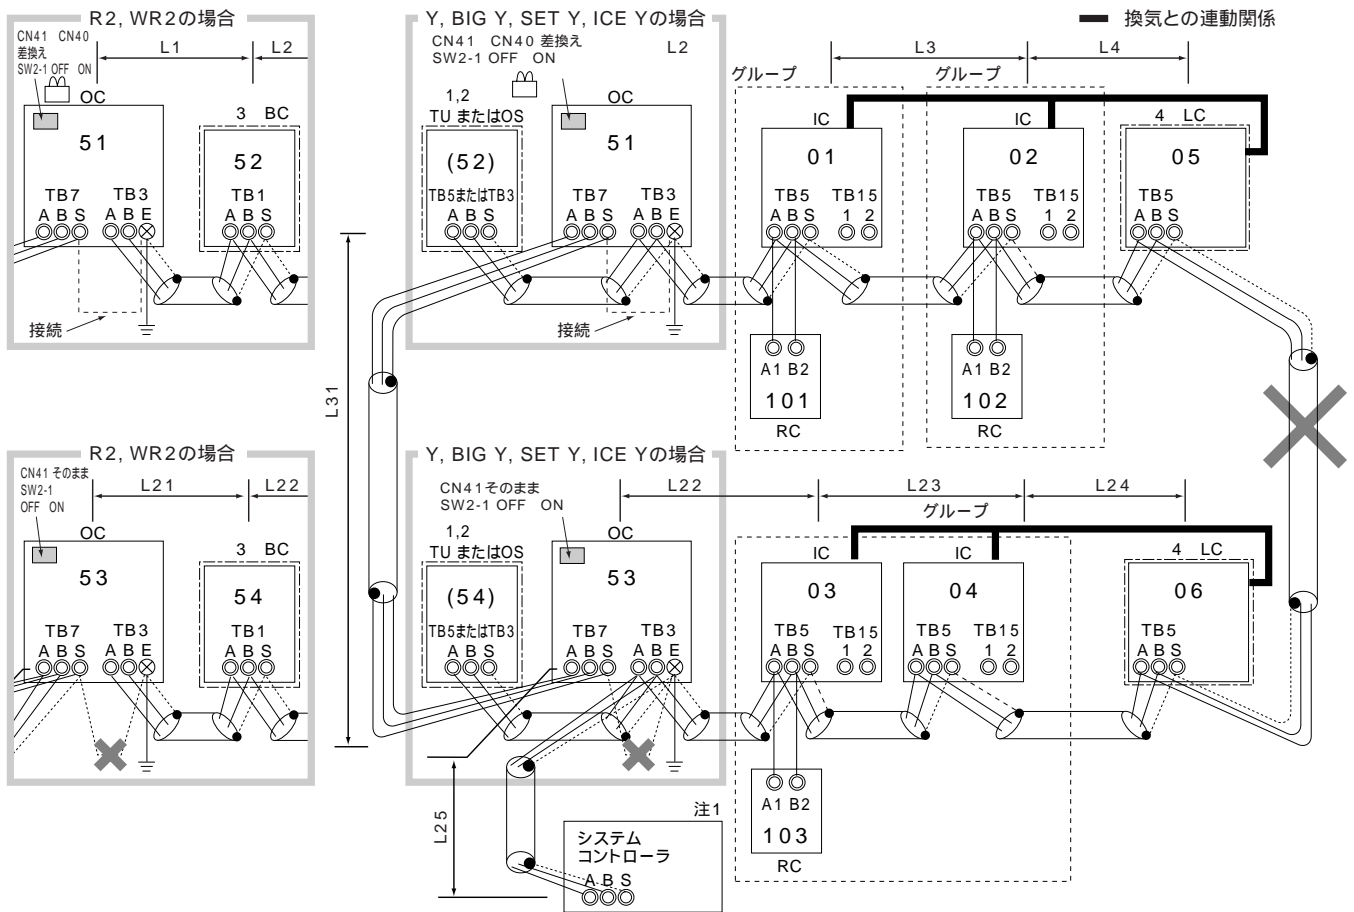 R2, WR2の場合
CN41 CN40
差換え
SW2-1 OFF ON
L1
L2
OC
51
TB7
TB3
A B S
A B E
3 BC
52
TB1
A B S
接続
Y, BIG Y, SET Y, ICE Yの場合
CN41 CN40 差換え
SW2-1 OFF ON
L2
1,2
TU またはOS
(52)
TB5またはTB3
A B S
OC
51
TB7
TB3
A B S
A B E
接続
換気との連動関係
L3
L4
グループ
グループ
IC
01
TB5
TB15
A B S
1 2
A1 B2
101
RC
IC
02
TB5
TB15
A B S
1 2
A1 B2
102
RC
4 LC
05
TB5
A B S
L31
R2, WR2の場合
CN41 そのまま
SW2-1
OFF ON
L21
L22
OC
53
TB7
TB3
A B S
A B E
3 BC
54
TB1
A B S
Y, BIG Y, SET Y, ICE Yの場合
CN41そのまま
SW2-1 OFF ON
L22
L23
L24
グループ
1,2
TU またはOS
(54)
TB5またはTB3
A B S
OC
53
TB7
TB3
A B S
A B E
IC
03
TB5
TB15
A B S
1 2
IC
04
TB5
TB15
A B S
1 2
4 LC
06
TB5
A B S
A1 B2
103
RC
L25
注1
システム
コントローラ
A B S